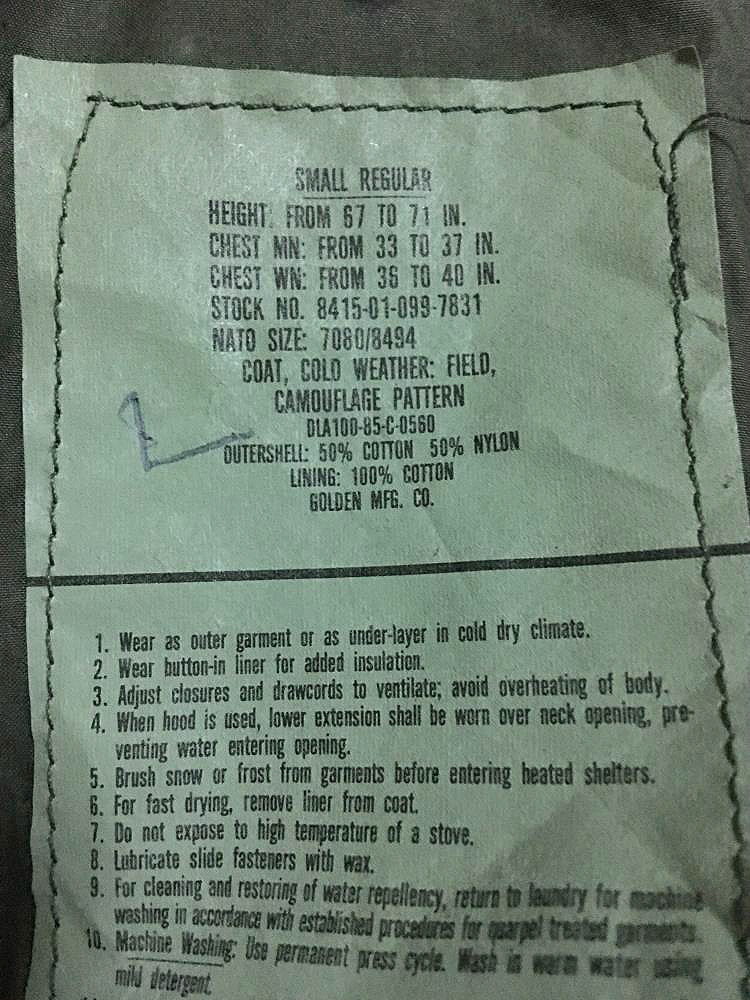 SMALL REGULAR
HEIGHT: FROM 67 TO 71 IN.
CHEST MN: FROM 33 TO 37 IN.
CHEST WN: FROM 36 TO 40 IN.
STOCK NO. 8415-01-099-7831
NATO SIZE: 7080/8494
COAT, COLD WEATHER: FIELD,
CAMOUFLAGE PATTERN
DLA100-85-C-0560
OUTERSHELL: 50% COTTON 50% NYLON
LINING: 100% COTTON
GOLDEN MFG. CO.
1. Wear as outer garment or as under-layer in cold dry climate.
2. Wear button-in liner for added insulation.
3. Adjust closures and drawcords to ventilate; avoid overheating of body.
4. When hood is used, lower extension shall be worn over neck opening, pre-
venting water entering opening.
5. Brush snow or frost from garments before entering heated shelters.
6. For fast drying, remove liner from coat.
7. Do not expose to high temperature of a stove.
8. Lubricate slide fasteners with wax.
9. For cleaning and restoring of water repellency, return to laundry for machine
washing in accordance with established procedures for quarpel treated garments.
10. Machine Washing: Use permanent press cycle. Wash in warm water using
mild detergent.